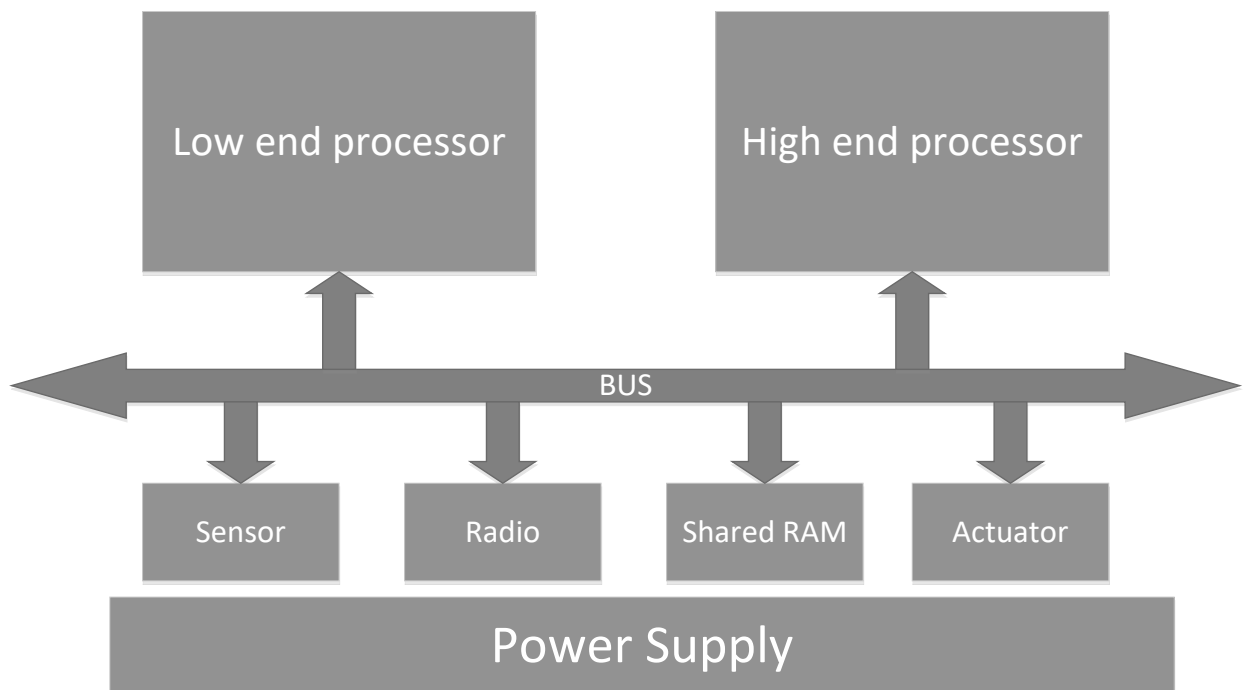 Low end processor
High end processor
BUS
Sensor
Radio
Shared RAM
Actuator
Power Supply